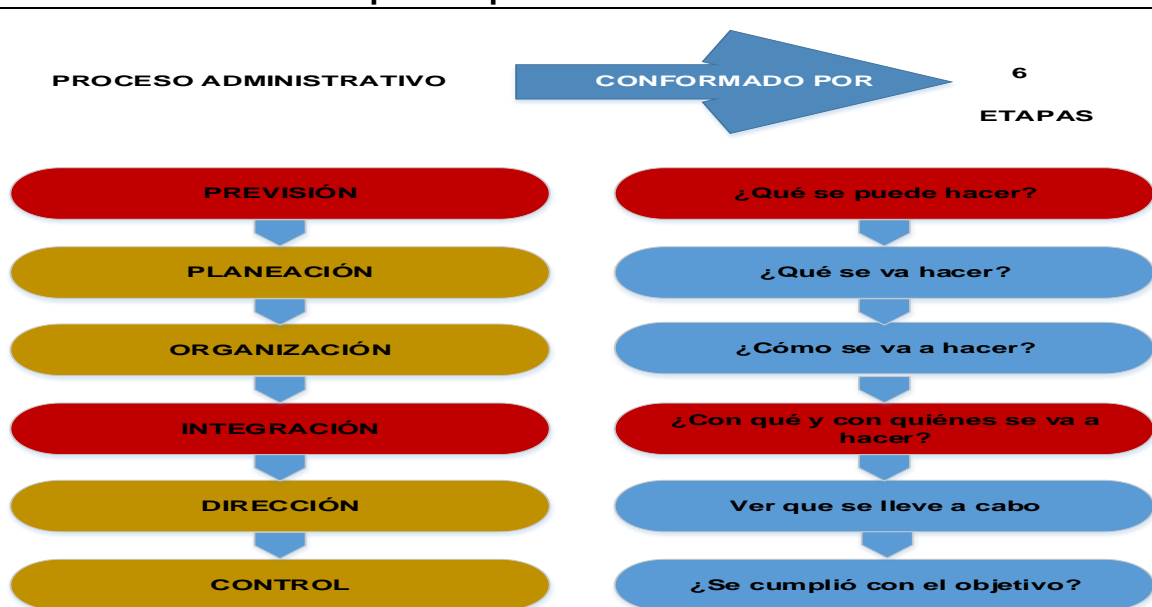 PROCESO ADMINISTRATIVO
CONFORMADO POR
6
ETAPAS
PREVISIÓN
¿Qué se puede hacer?
PLANEACIÓN
¿Qué se va hacer?
ORGANIZACIÓN
¿Cómo se va a hacer?
INTEGRACIÓN
¿Con qué y con quiénes se va a
hacer?
DIRECCIÓN
Ver que se lleve a cabo
CONTROL
¿Se cumplió con el objetivo?